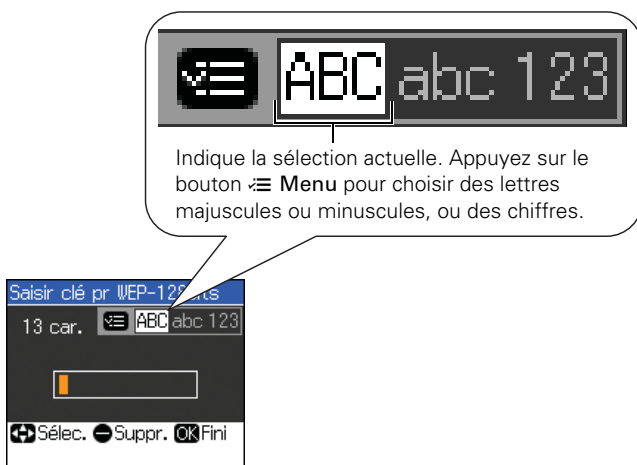 ABC abc 123
Indique la sélection actuelle. Appuyez sur le
bouton Menu pour choisir des lettres
majuscules ou minuscules, ou des chiffres.
Saisir clé pr WEP-128
13 car. ABC abc 123
Sélec. Suppr. OK Fini